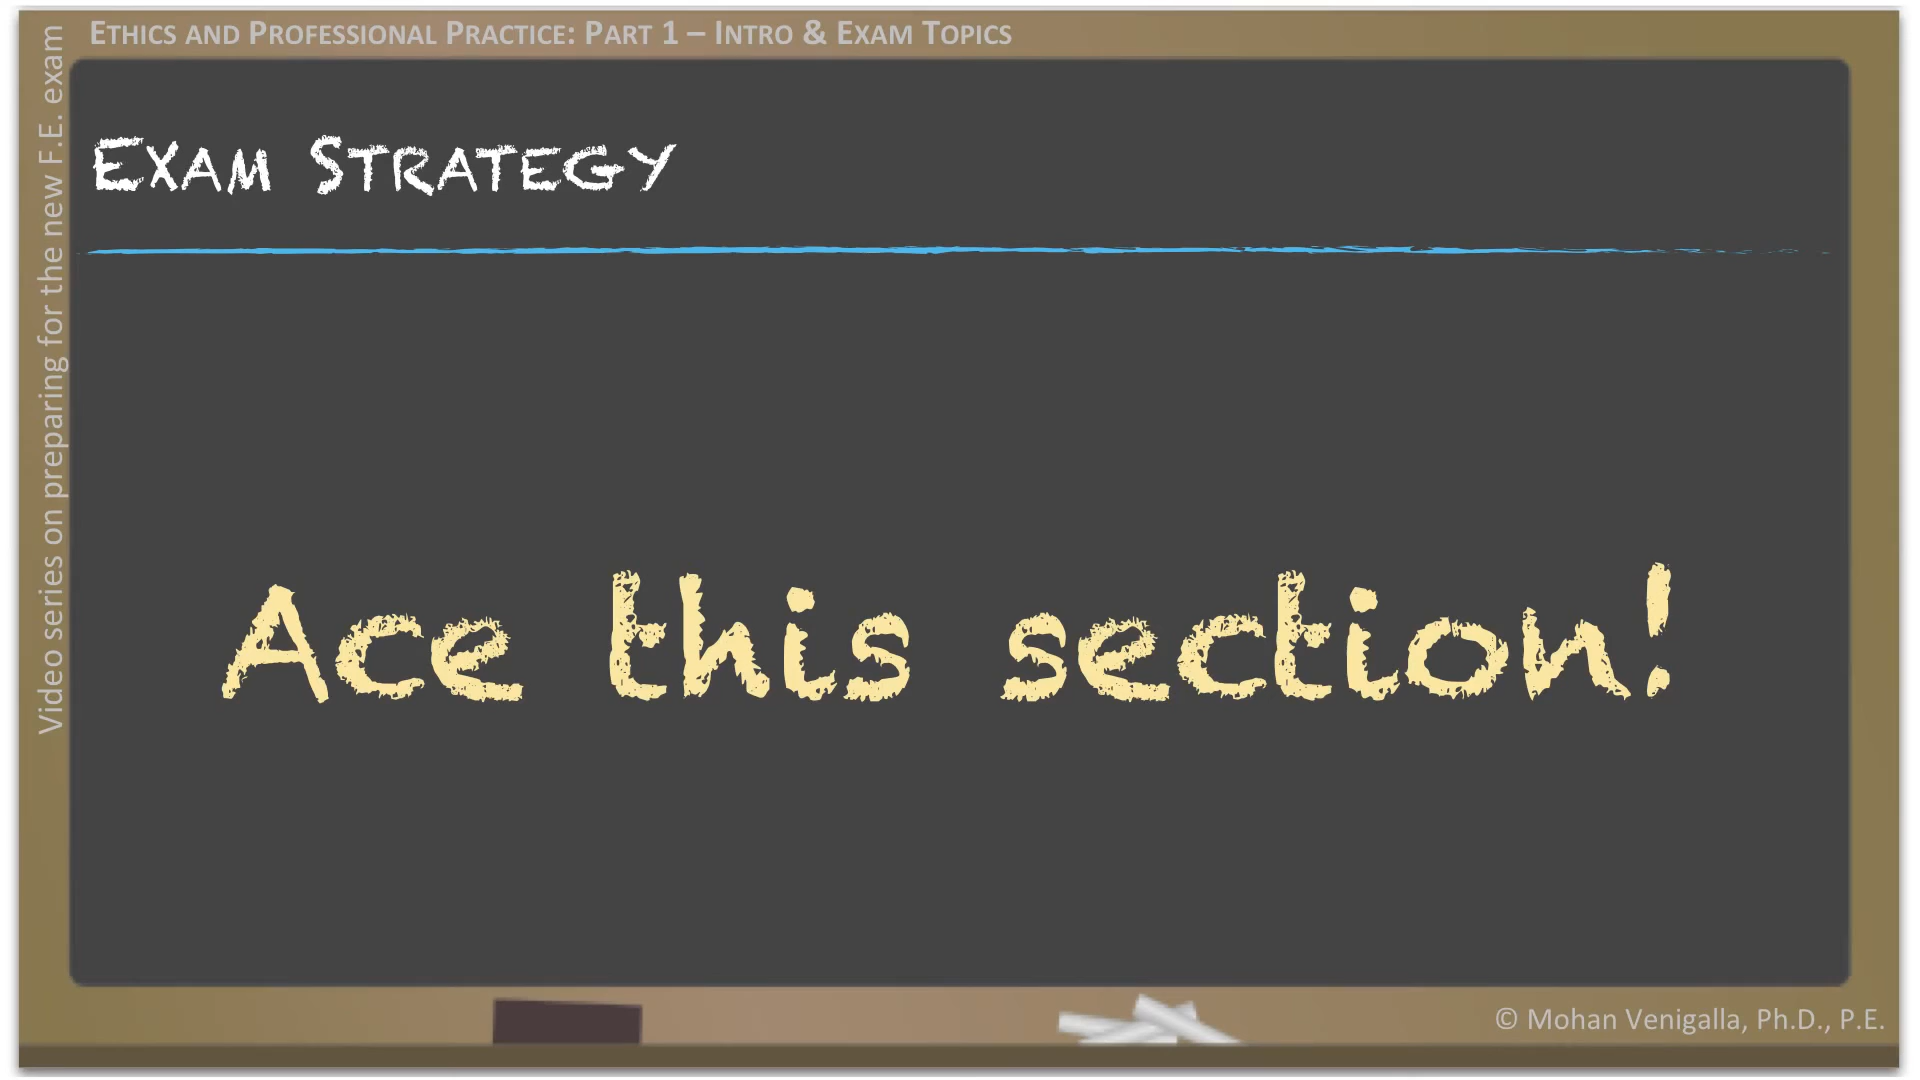 Ethics and Professional Practice: Part 1 – Intro & Exam Topics
Video series on preparing for the new F.E. exam
Exam Strategy
Ace this section!
© Mohan Venigalla, Ph.D., P.E.